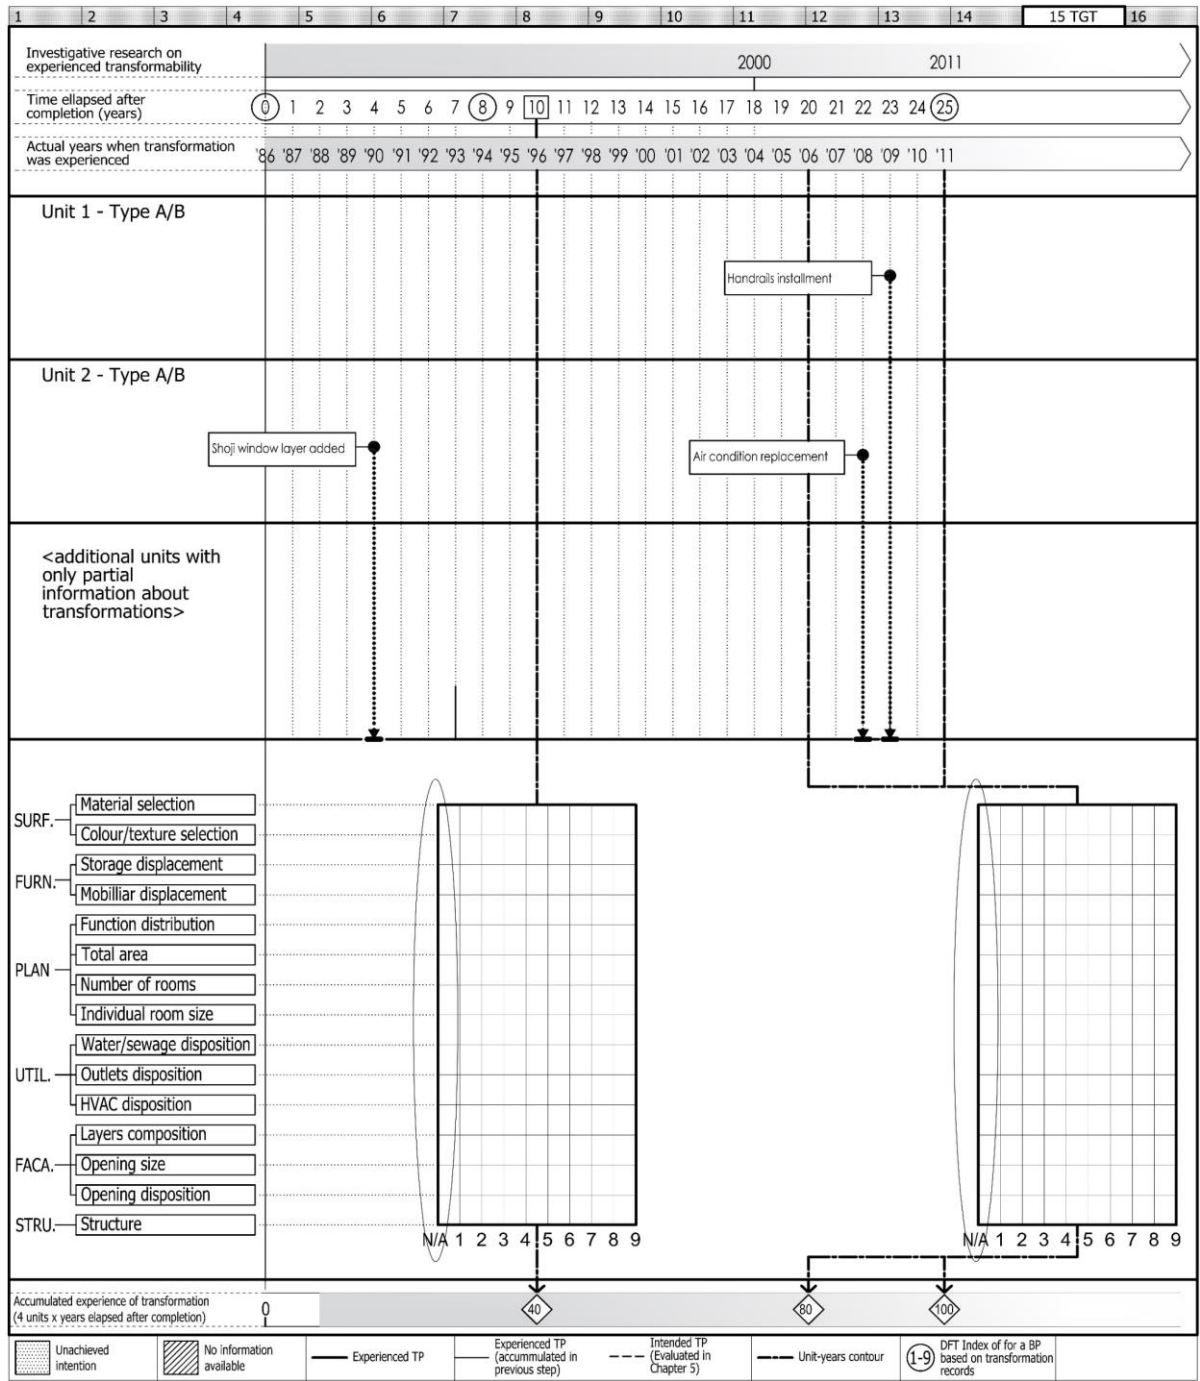 1 2 3 4 5 6 7 8 9 10 11 12 13 14 15 TGT 16
Investigative research on
experienced transformability
2000 2011
Time ellapsed after
completion (years)
0 1 2 3 4 5 6 7 8 9 10 11 12 13 14 15 16 17 18 19 20 21 22 23 24 25
Actual years when transformation
was experienced
'86 '87 '88 '89 '90 '91 '92 '93 '94 '95 '96 '97 '98 '99 '00 '01 '02 '03 '04 '05 '06 '07 '08 '09 '10 '11
Unit 1 - Type A/B
Handrails installment
Unit 2 - Type A/B
Shoji window layer added
Air condition replacement
<additional units with
only partial
information about
transformations>
SURF.
Material selection
Colour/texture selection
FURN.
Storage displacement
Mobilliar displacement
PLAN
Function distribution
Total area
Number of rooms
Individual room size
UTIL.
Water/sewage disposition
Outlets disposition
HVAC disposition
FACA.
Layers composition
Opening size
Opening disposition
STRU.
Structure
N/A 1 2 3 4 5 6 7 8 9
N/A 1 2 3 4 5 6 7 8 9
Accumulated experience of transformation
(4 units x years elapsed after completion)
0 40 80 100
Unachieved
intention
No information
available
Experienced TP
Experienced TP
(accummulated in
previous step)
Intended TP
(Evaluated in
Chapter 5)
Unit-years contour
1-9
DFT Index of for a BP
based on transformation
records